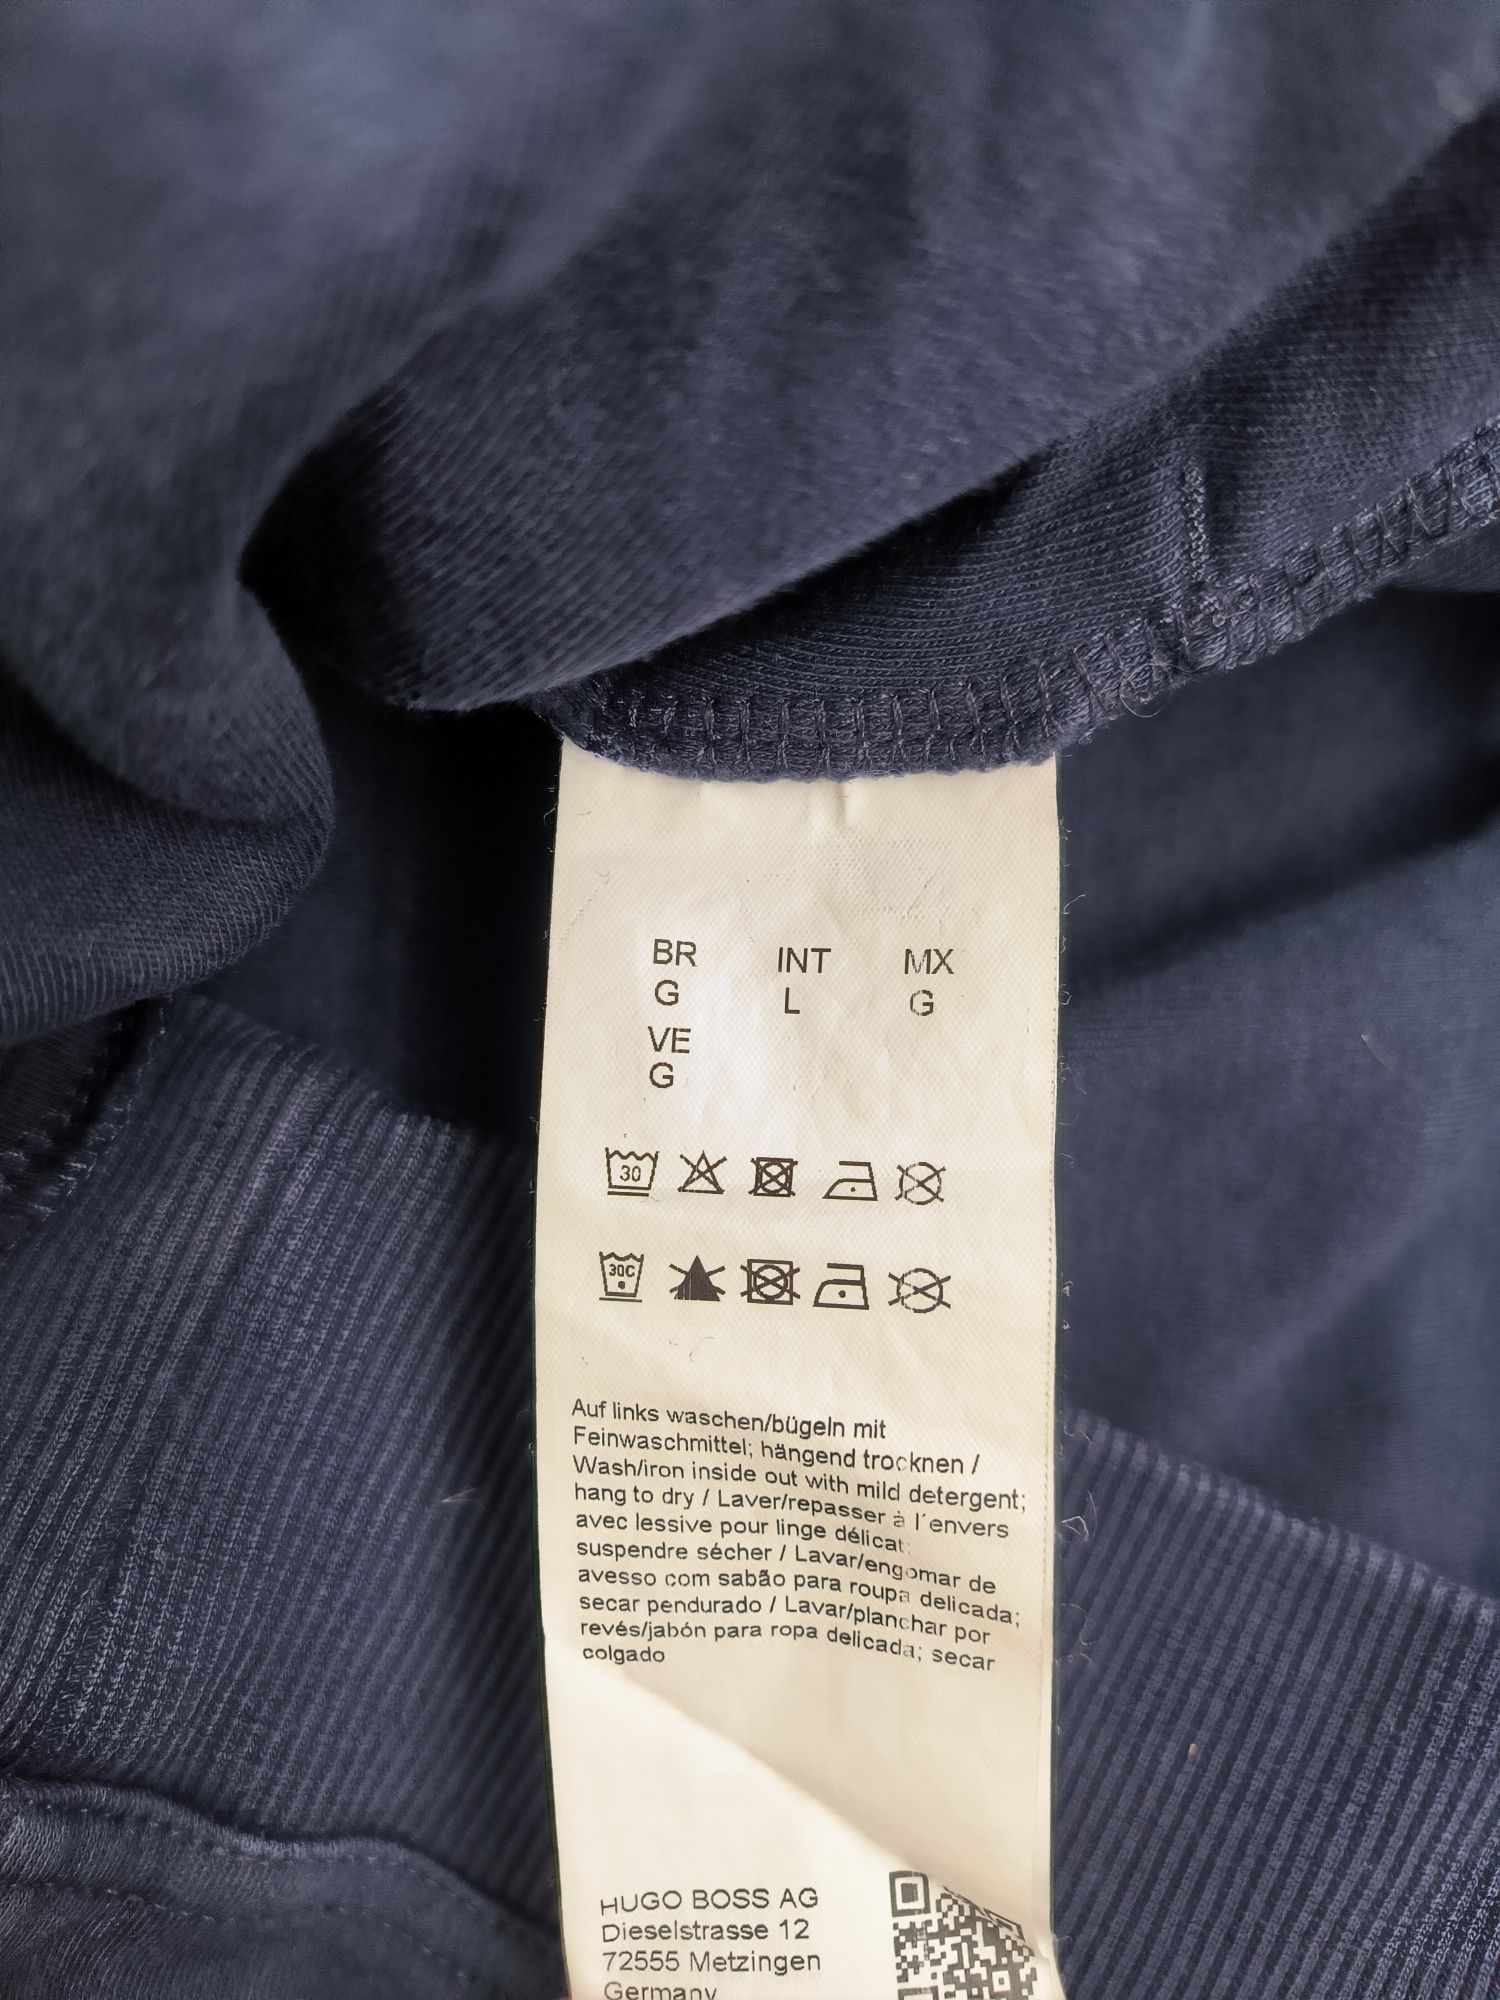 BR INT MX
G L G
VE
G
30
30C
Auf links waschen/bügeln mit
Feinwaschmittel; hängend trocknen /
Wash/iron inside out with mild detergent;
hang to dry / Laver/repasser à l´envers
avec lessive pour linge délicat;
suspendre sécher / Lavar/engomar de
avesso com sabão para roupa delicada;
secar pendurado / Lavar/planchar por
revés/jabón para ropa delicada; secar
colgado
HUGO BOSS AG
Dieselstrasse 12
72555 Metzingen
Germany